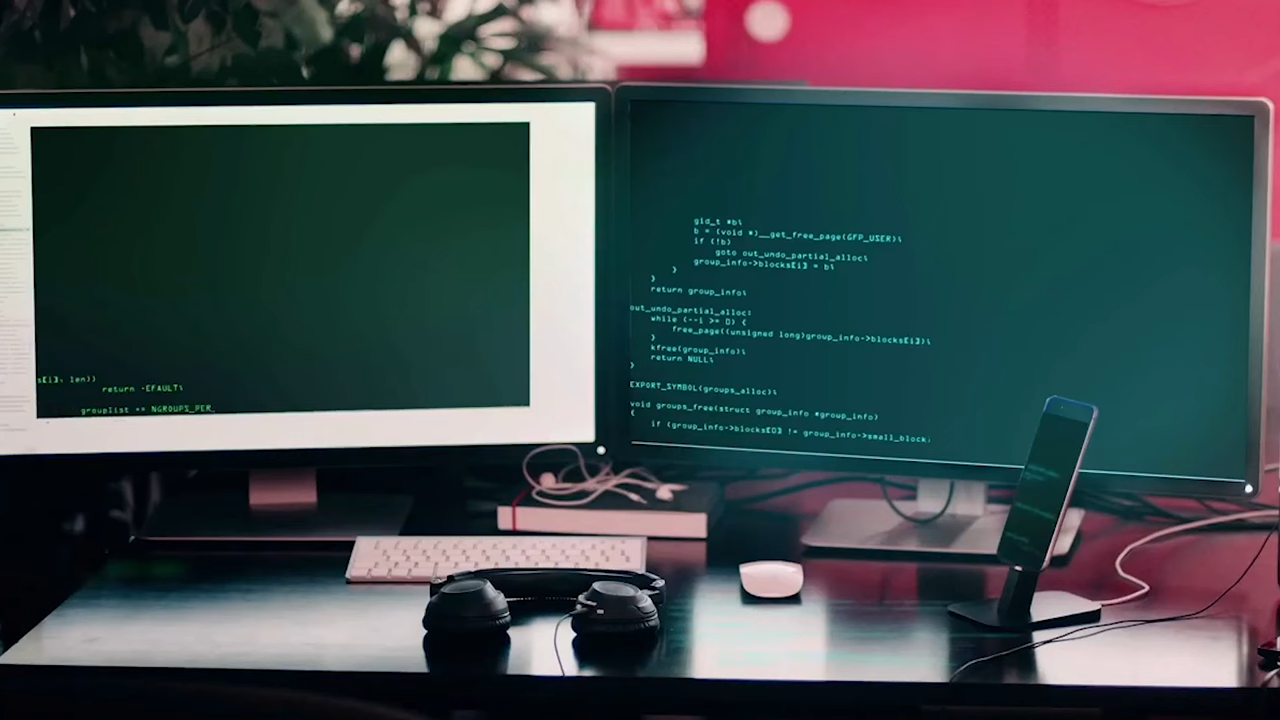 s[i], len))
return -EFAULT;
grouplist += NGROUPS_PER_
gid_t *b;
b = (void *)__get_free_page(GFP_USER);
if (!b)
goto out_undo_partial_alloc;
group_info->blocks[i] = b;
}
}
return group_info;
out_undo_partial_alloc:
while (--i >= 0) {
free_page((unsigned long)group_info->blocks[i]);
}
kfree(group_info);
return NULL;
}
EXPORT_SYMBOL(groups_alloc);
void groups_free(struct group_info *group_info)
{
if (group_info->blocks[0] != group_info->small_block